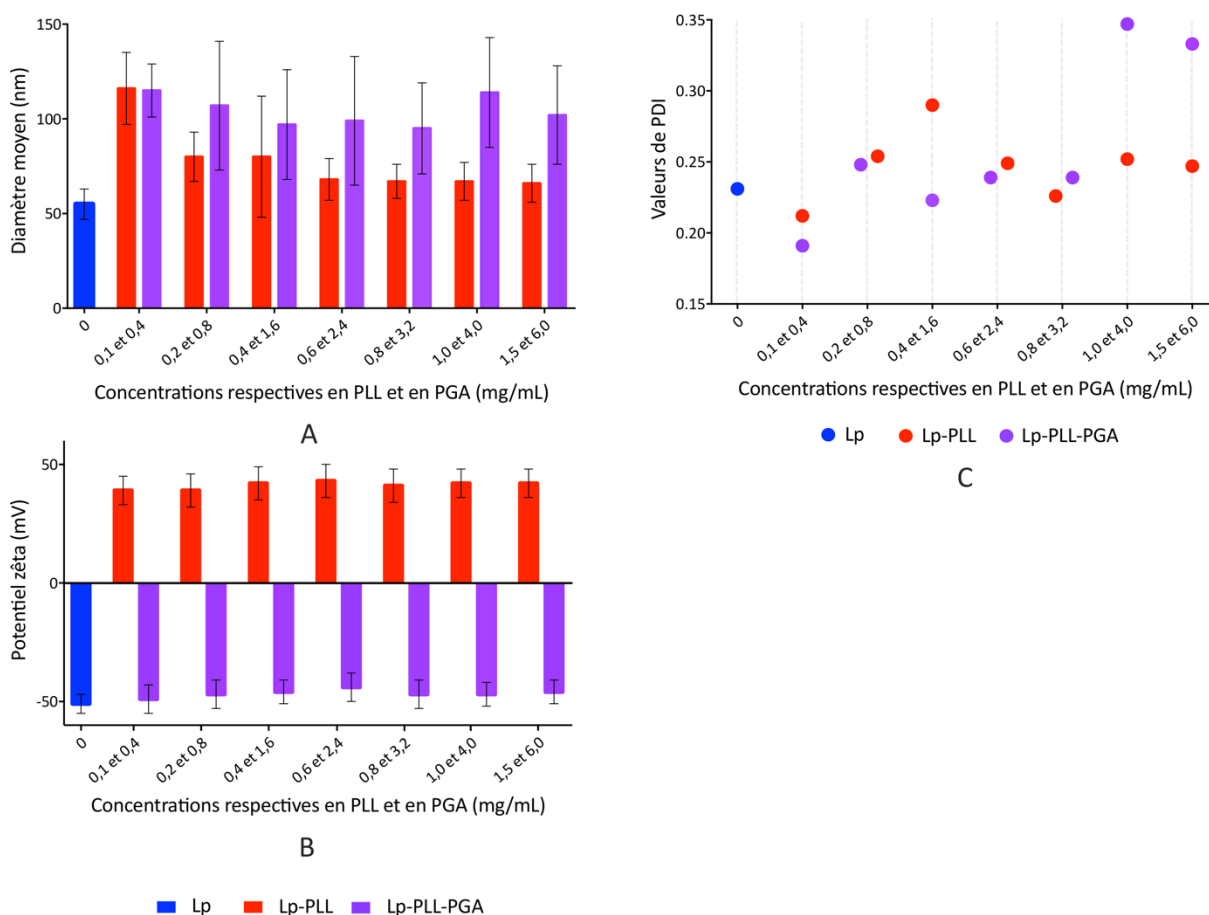 150
100
50
0
Diamètre moyen (nm)
0
0,1 et 0,4
0,2 et 0,8
0,4 et 1,6
0,6 et 2,4
0,8 et 3,2
1,0 et 4,0
1,5 et 6,0
Concentrations respectives en PLL et en PGA (mg/mL)
A
50
0
-50
Potentiel zêta (mV)
0
0,1 et 0,4
0,2 et 0,8
0,4 et 1,6
0,6 et 2,4
0,8 et 3,2
1,0 et 4,0
1,5 et 6,0
Concentrations respectives en PLL et en PGA (mg/mL)
B
Lp Lp-PLL Lp-PLL-PGA
0.35
0.30
0.25
0.20
0.15
Valeurs de PDI
0
0,1 et 0,4
0,2 et 0,8
0,4 et 1,6
0,6 et 2,4
0,8 et 3,2
1,0 et 4,0
1,5 et 6,0
Concentrations respectives en PLL et en PGA (mg/mL)
Lp Lp-PLL Lp-PLL-PGA
C